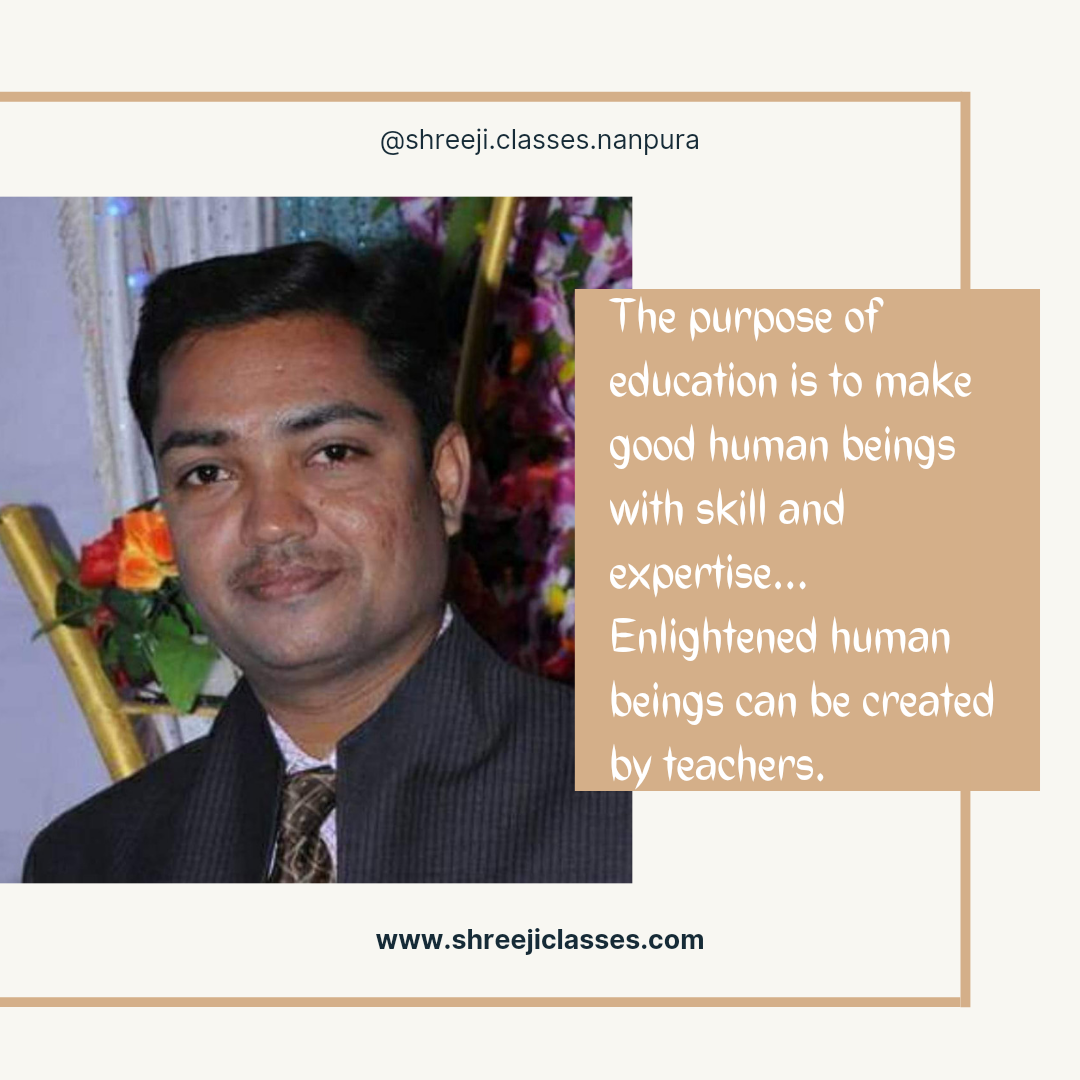 @shreeji.classes.nanpura
The purpose of
education is to make
good human beings
with skill and
expertise...
Enlightened human
beings can be created
by teachers.
www.shreejiclasses.com